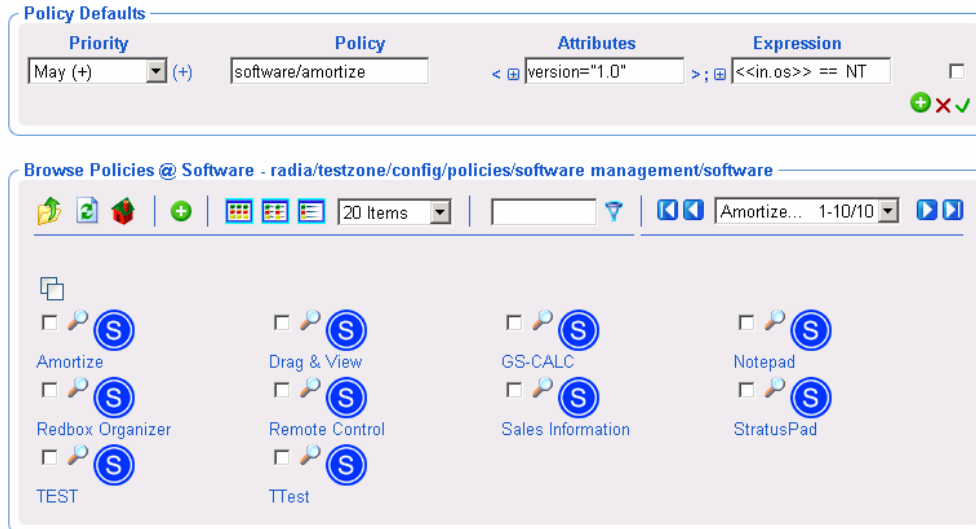 Policy Defaults
Priority Policy Attributes Expression
May (+) (+) software/amortize < version="1.0" >; <<in.os>> == NT
Browse Policies @ Software - radia/testzone/config/policies/software management/software
20 Items Amortize... 1-10/10
S S S S
Amortize Drag & View GS-CALC Notepad
S S S S
Redbox Organizer Remote Control Sales Information StratusPad
S S
TEST TTest